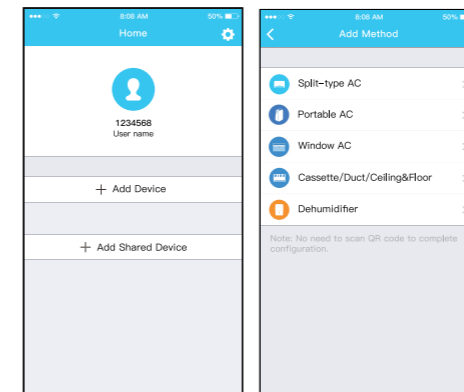 8:08 AM
50%
Home
1234568
User name
+ Add Device
+ Add Shared Device
8:08 AM
50%
Add Method
Split-type AC
Portable AC
Window AC
Cassette/Duct/Ceiling&Floor
Dehumidifier
Note: No need to scan QR code to complete
configuration.